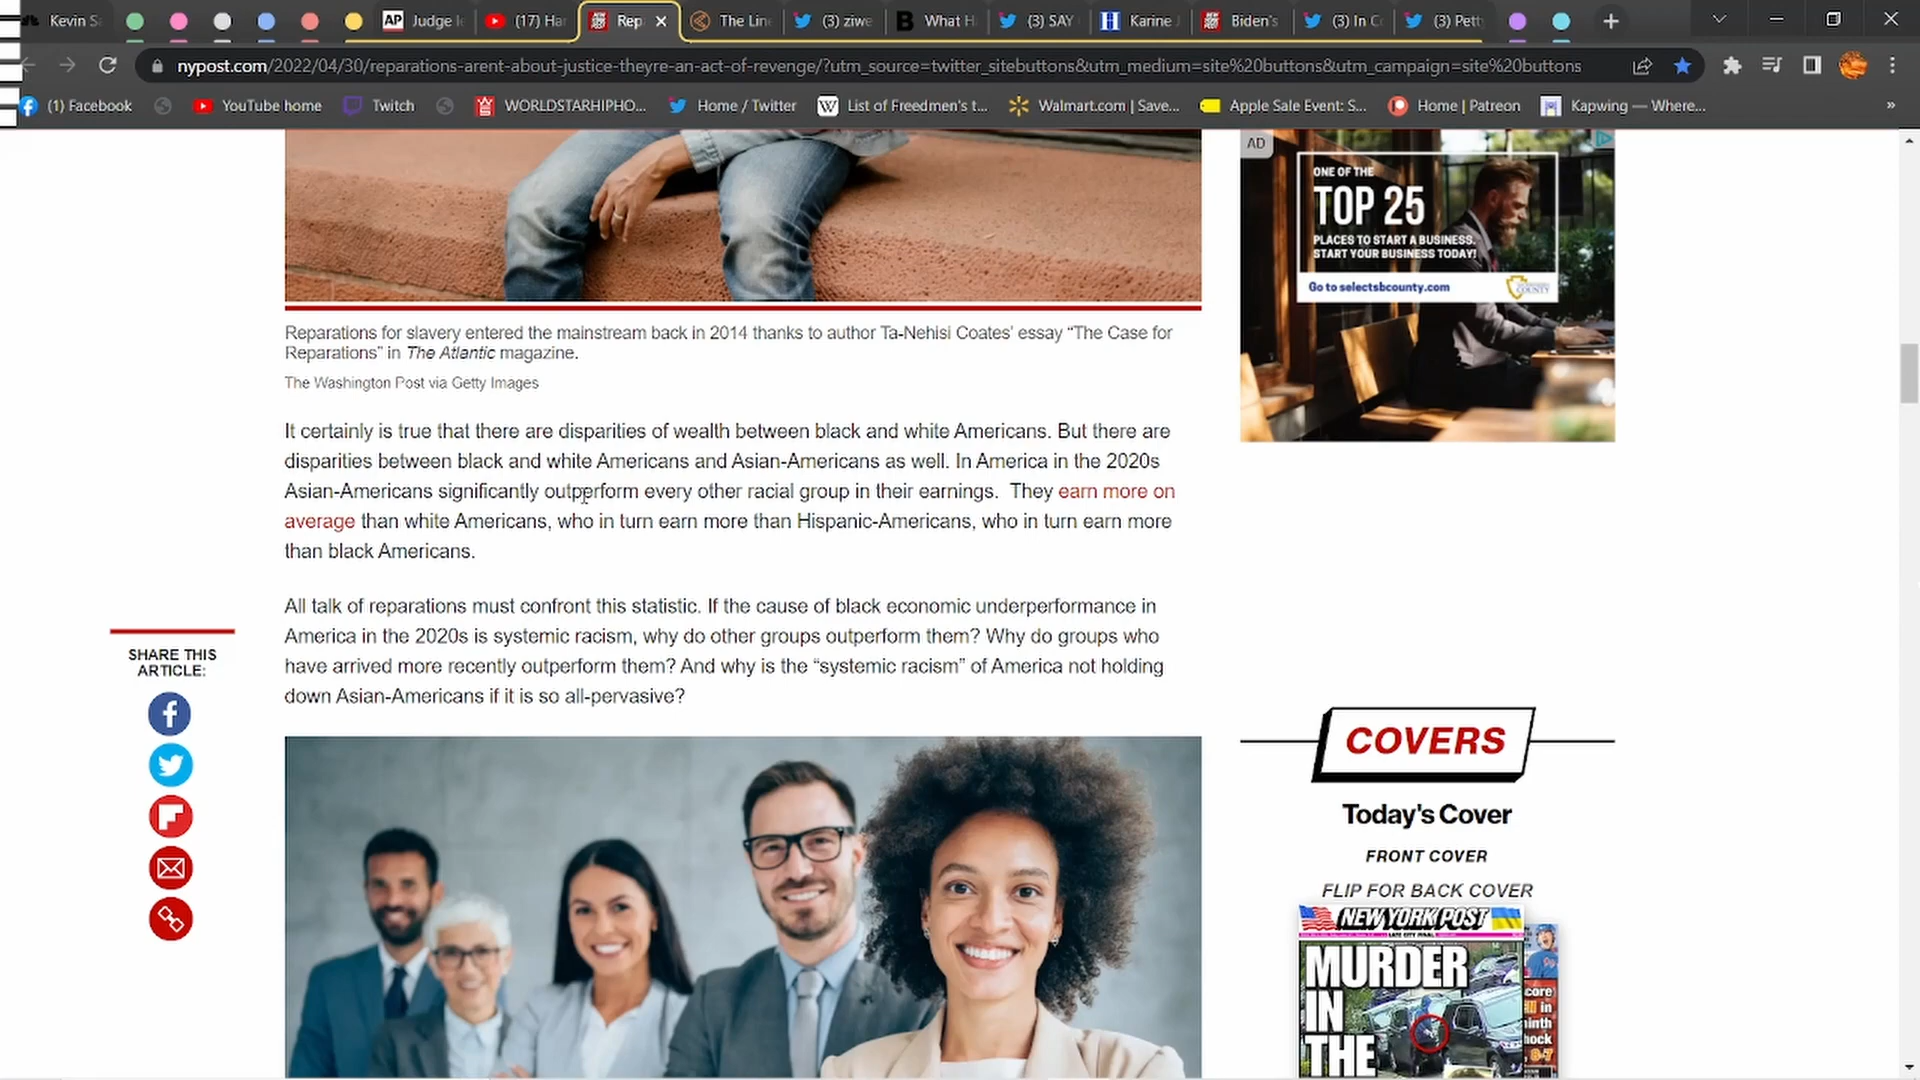 Kevin S
AP Judge
(17) Ha
Rep
The Line
(3) ziwe
B What H
(3) SAY
H Karine
Biden's
(3) In C
(3) Pett
nypost.com/2022/04/30/reparations-arent-about-justice-theyre-an-act-of-revenge/?utm_source=twitter_sitebuttons&utm_medium=site%20buttons&utm_campaign=site%20buttons
(1) Facebook
YouTube home
Twitch
WORLDSTARHIPHO...
Home / Twitter
W List of Freedmen's t...
Walmart.com | Save...
Apple Sale Event: S...
Home | Patreon
Kapwing — Where...
»
Reparations for slavery entered the mainstream back in 2014 thanks to author Ta-Nehisi Coates' essay “The Case for
Reparations” in The Atlantic magazine.
The Washington Post via Getty Images
It certainly is true that there are disparities of wealth between black and white Americans. But there are
disparities between black and white Americans and Asian-Americans as well. In America in the 2020s
Asian-Americans significantly outperform every other racial group in their earnings. They earn more on
average than white Americans, who in turn earn more than Hispanic-Americans, who in turn earn more
than black Americans.
All talk of reparations must confront this statistic. If the cause of black economic underperformance in
America in the 2020s is systemic racism, why do other groups outperform them? Why do groups who
have arrived more recently outperform them? And why is the “systemic racism” of America not holding
down Asian-Americans if it is so all-pervasive?
SHARE THIS
ARTICLE:
AD
ONE OF THE
TOP 25
PLACES TO START A BUSINESS.
START YOUR BUSINESS TODAY!
Go to selectsbcounty.com
COUNTY
COVERS
Today's Cover
FRONT COVER
FLIP FOR BACK COVER
NEW YORK POST
LATE CITY FINAL
MURDER
IN
THE
core
in
ninth
hock
6-7